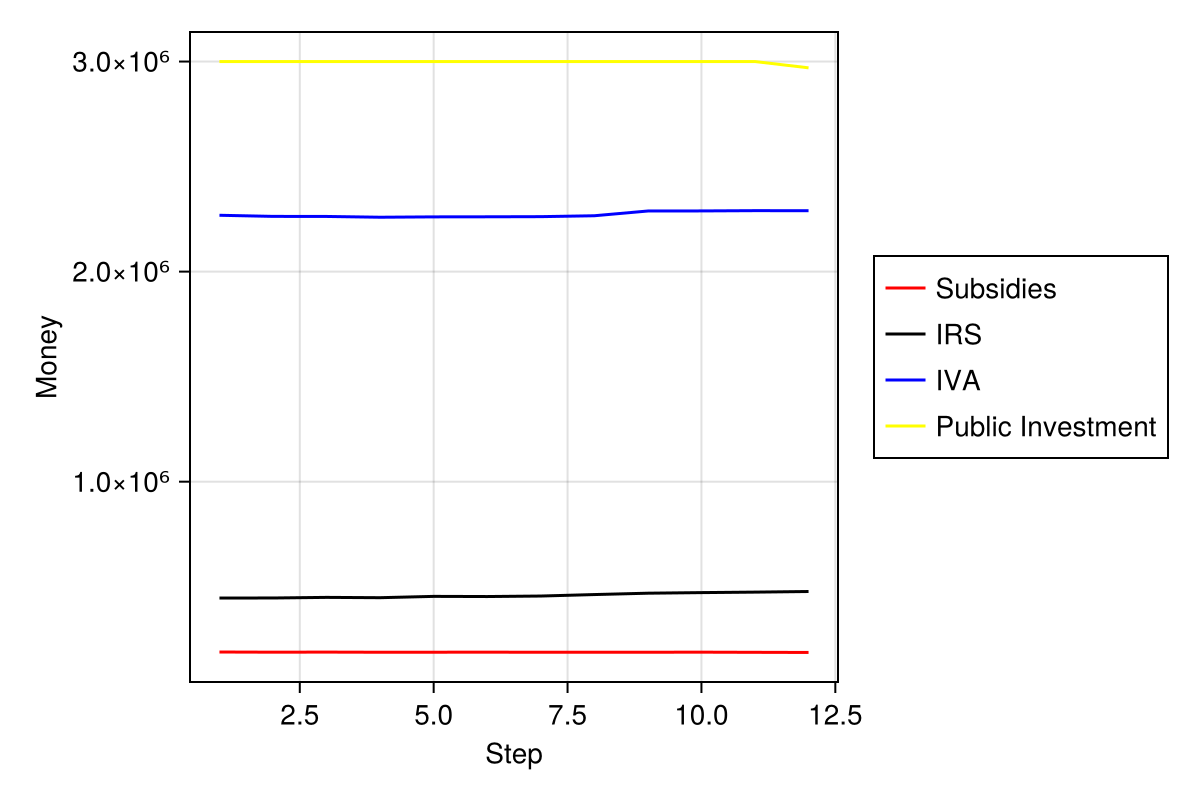 3.0×10⁶
2.0×10⁶
1.0×10⁶
Money
2.5 5.0 7.5 10.0 12.5
Step
Subsidies
IRS
IVA
Public Investment